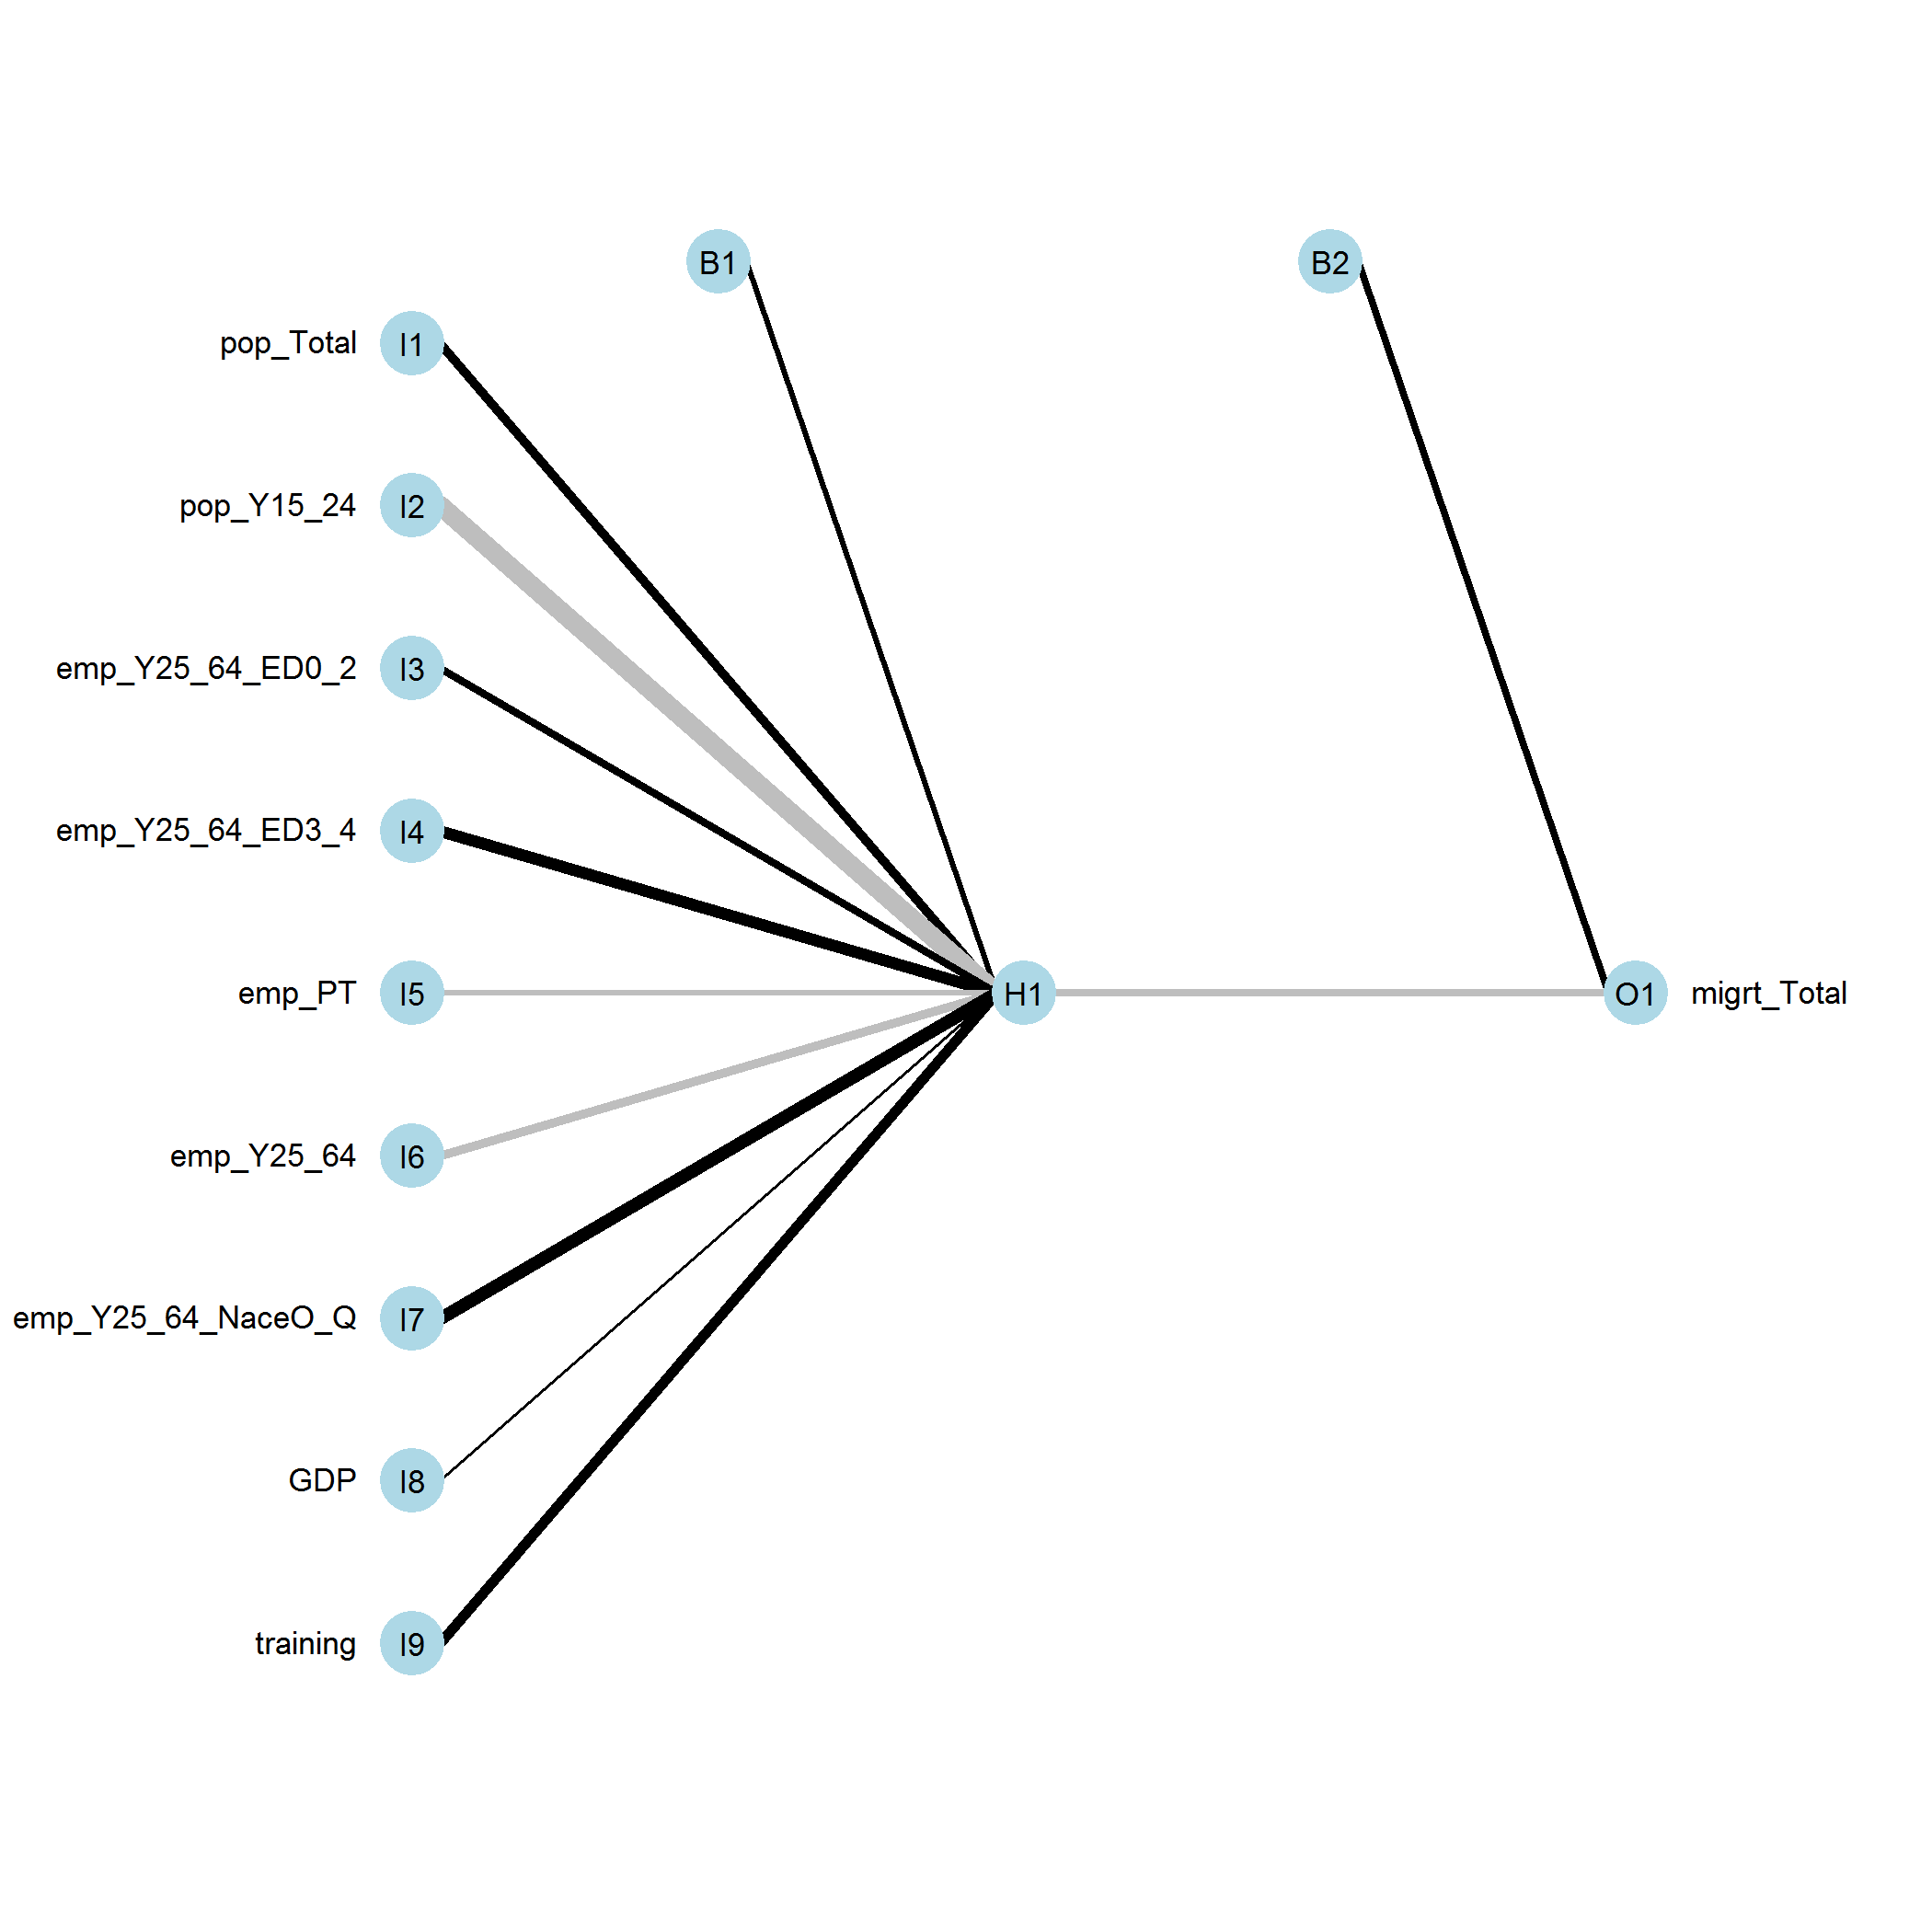 B1
B2
pop_Total I1
pop_Y15_24 I2
emp_Y25_64_ED0_2 I3
emp_Y25_64_ED3_4 I4
emp_PT I5
H1
O1 migrt_Total
emp_Y25_64 I6
emp_Y25_64_NaceO_Q I7
GDP I8
training I9